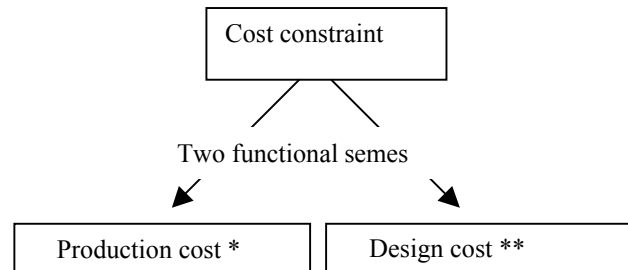 Cost constraint
Two functional semes
Production cost *
Design cost **